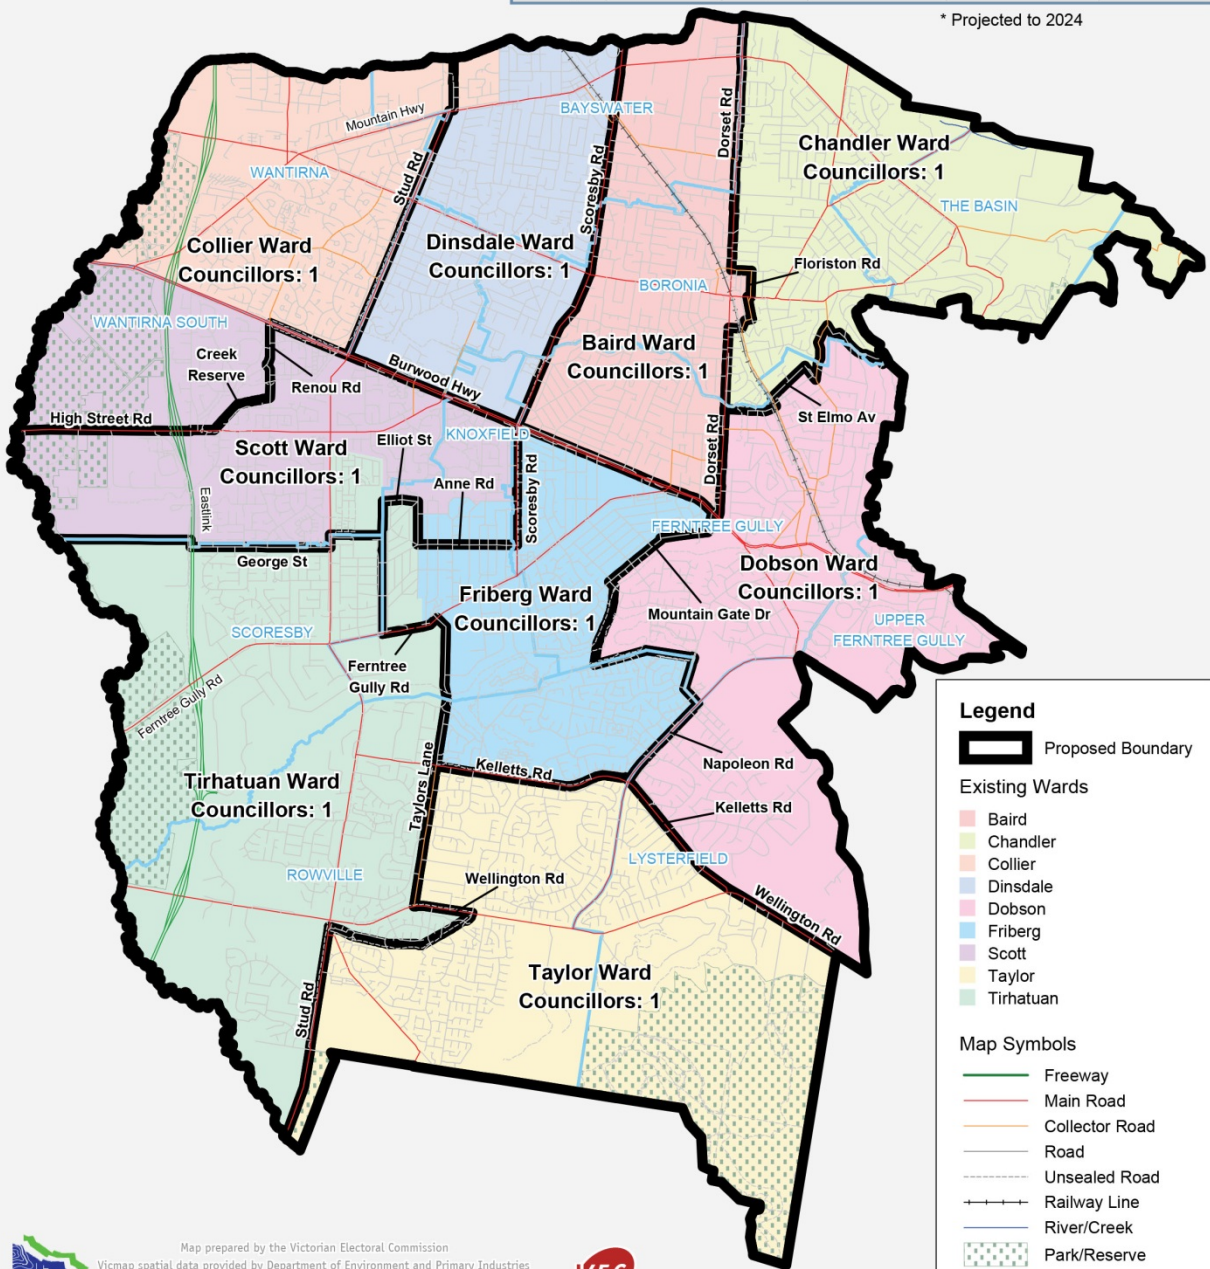 * Projected to 2024
BAYSWATER
Dorset Rd
Mountain Hwy
Chandler Ward
Councillors: 1
WANTIRNA
Stud Rd
Scoresby Rd
THE BASIN
Collier Ward
Councillors: 1
Dinsdale Ward
Councillors: 1
Floriston Rd
BORONIA
WANTIRNA SOUTH
Baird Ward
Councillors: 1
Creek
Reserve
Renou Rd
Burwood Hwy
High Street Rd
St Elmo Av
Scott Ward
Councillors: 1
Elliot St
KNOXFIELD
Dorset Rd
Anne Rd
Scoresby Rd
Eastlink
FERNTREE GULLY
George St
Dobson Ward
Councillors: 1
Friberg Ward
Councillors: 1
Mountain Gate Dr
SCORESBY
UPPER
FERNTREE GULLY
Ferntree
Gully Rd
Ferntree Gully Rd
Tirhatuan Ward
Councillors: 1
Taylors Lane
Kelletts Rd
Napoleon Rd
Kelletts Rd
LYSTERFIELD
ROWVILLE
Wellington Rd
Wellington Rd
Taylor Ward
Councillors: 1
Stud Rd
Legend
Proposed Boundary
Existing Wards
Baird
Chandler
Collier
Dinsdale
Dobson
Friberg
Scott
Taylor
Tirhatuan
Map Symbols
Freeway
Main Road
Collector Road
Road
Unsealed Road
Railway Line
River/Creek
Park/Reserve
Map prepared by the Victorian Electoral Commission
Vicmap spatial data provided by Department of Environment and Primary Industries